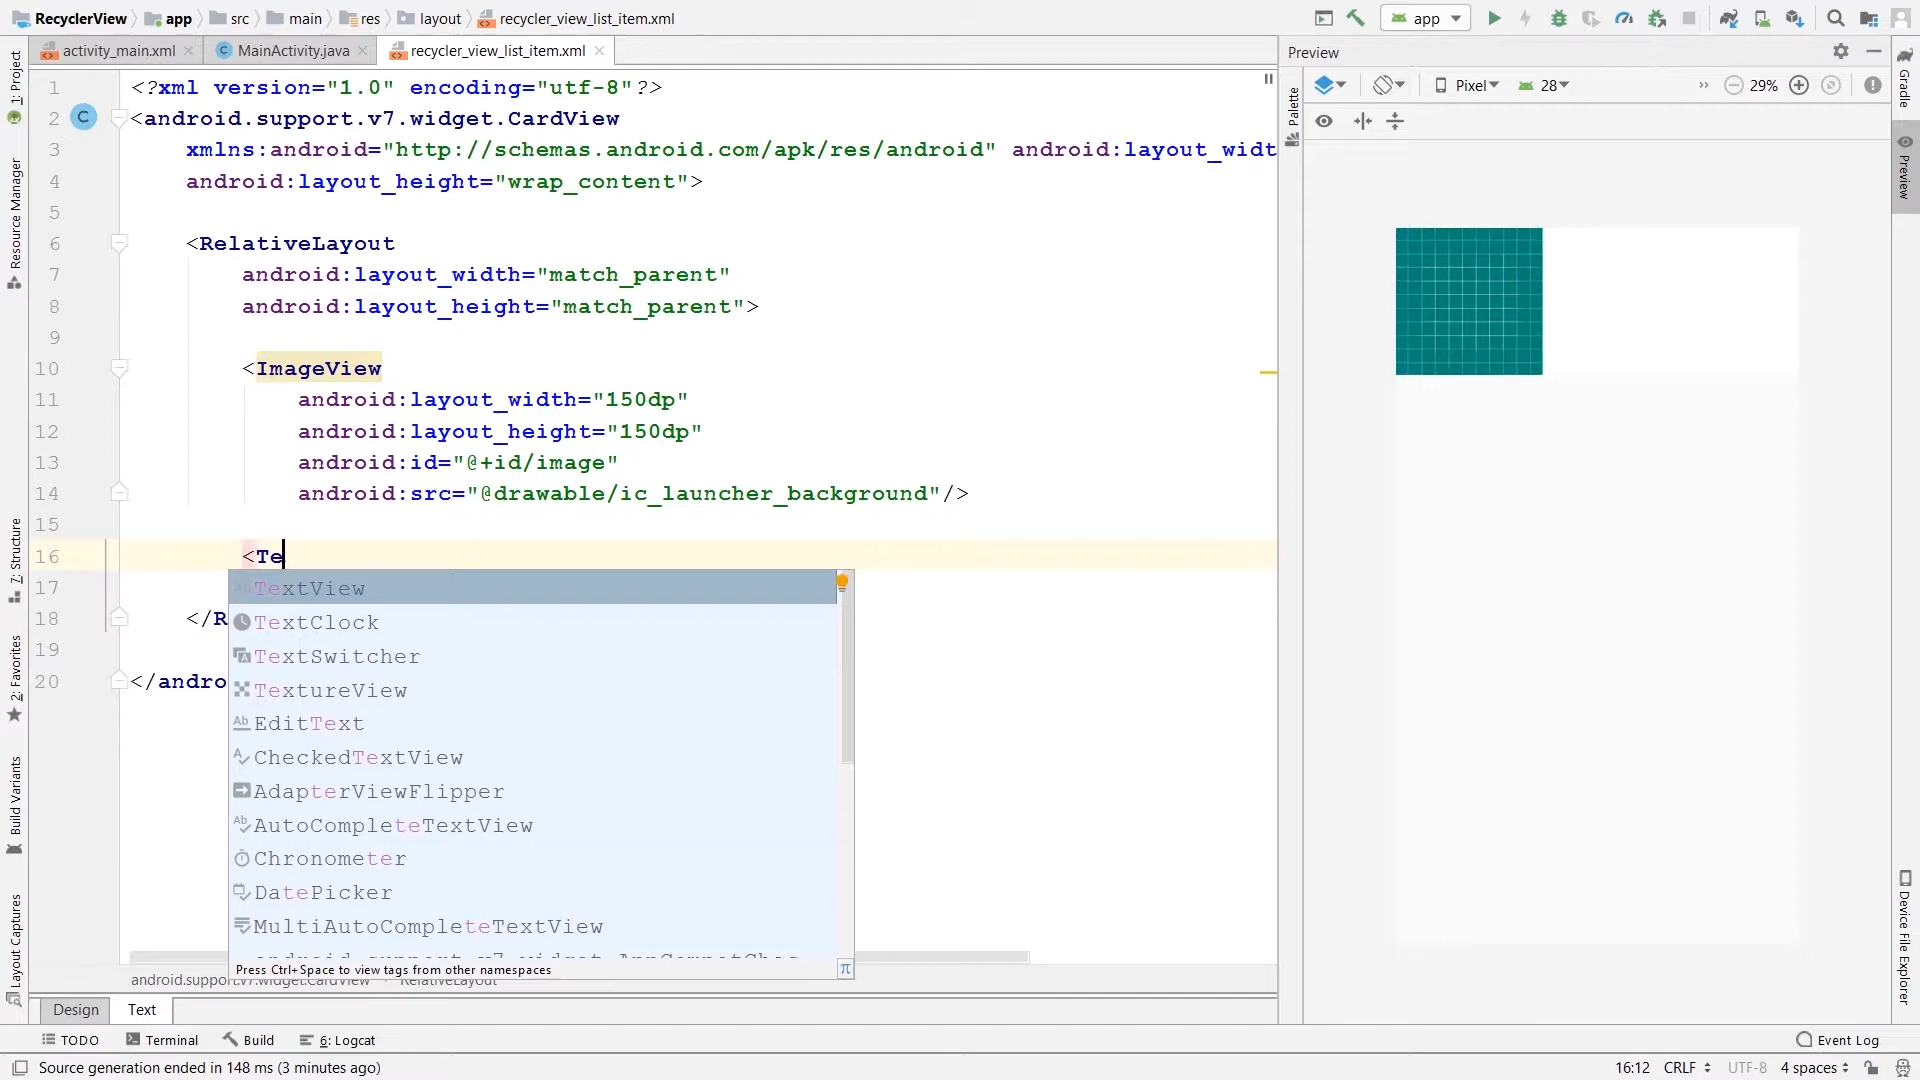 RecyclerView app src main res layout recycler_view_list_item.xml app
activity_main.xml MainActivity.java recycler_view_list_item.xml Preview
Pixel 28 29%
1: Project
Resource Manager
7: Structure
2: Favorites
Build Variants
Layout Captures
1 <?xml version="1.0" encoding="utf-8"?>
2 <android.support.v7.widget.CardView
3 xmlns:android="http://schemas.android.com/apk/res/android" android:layout_widt
4 android:layout_height="wrap_content">
5
6 <RelativeLayout
7 android:layout_width="match_parent"
8 android:layout_height="match_parent">
9
10 <ImageView
11 android:layout_width="150dp"
12 android:layout_height="150dp"
13 android:id="@+id/image"
14 android:src="@drawable/ic_launcher_background"/>
15
16 <Te
17
18 </R
19
20 </andro
TextView
TextClock
TextSwitcher
TextureView
EditText
CheckedTextView
AdapterViewFlipper
AutoCompleteTextView
Chronometer
DatePicker
MultiAutoCompleteTextView
Press Ctrl+Space to view tags from other namespaces π
android.support.v7.widget.CardView RelativeLayout
Palette
Gradle
Preview
Device File Explorer
Design Text
TODO Terminal Build 6: Logcat Event Log
Source generation ended in 148 ms (3 minutes ago) 16:12 CRLF UTF-8 4 spaces